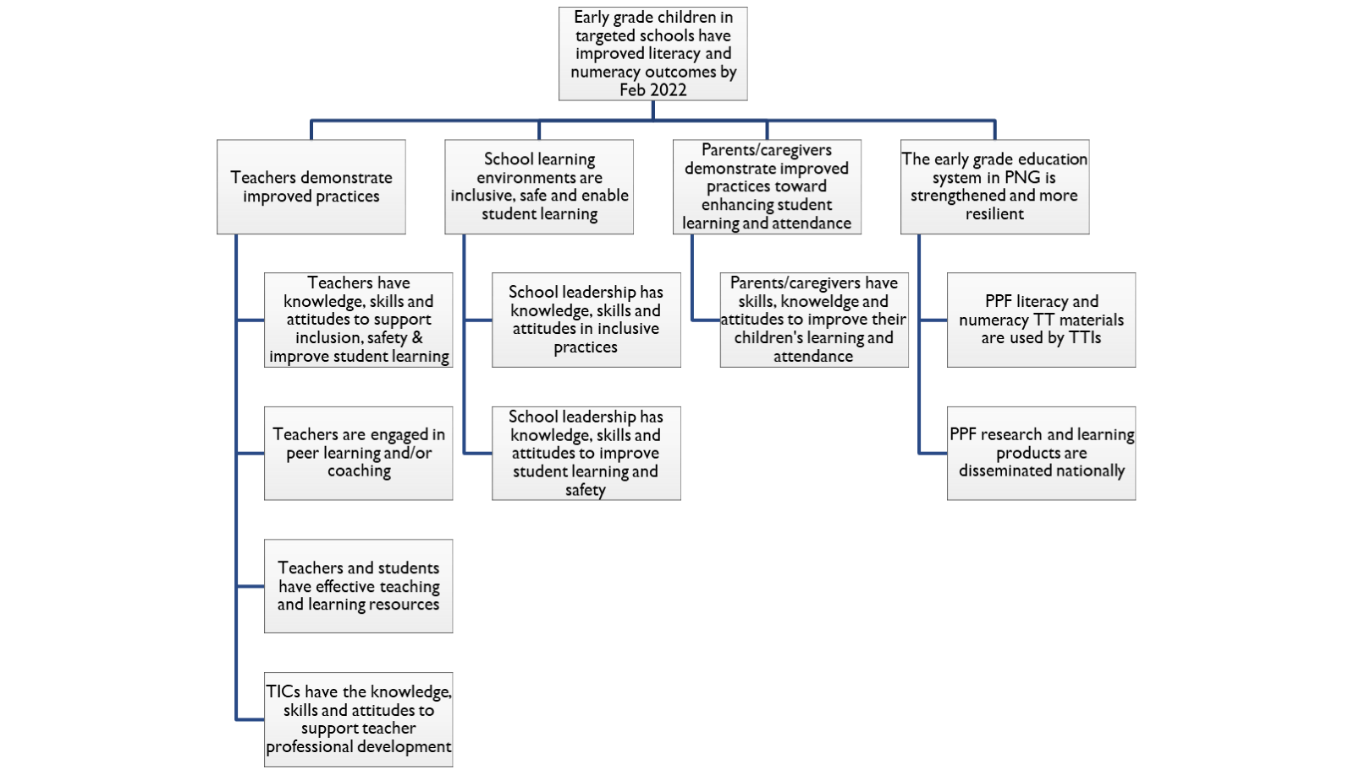 Early grade children in
targeted schools have
improved literacy and
numeracy outcomes by
Feb 2022
Teachers demonstrate
improved practices
School learning
environments are
inclusive, safe and enable
student learning
Parents/caregivers
demonstrate improved
practices toward
enhancing student
learning and attendance
The early grade education
system in PNG is
strengthened and more
resilient
Teachers have
knowledge, skills and
attitudes to support
inclusion, safety &
improve student learning
School leadership has
knowledge, skills and
attitudes in inclusive
practices
Parents/caregivers have
skills, knoweldge and
attitudes to improve their
children's learning and
attendance
PPF literacy and
numeracy TT materials
are used by TTIs
Teachers are engaged in
peer learning and/or
coaching
School leadership has
knowledge, skills and
attitudes to improve
student learning and
safety
PPF research and learning
products are
disseminated nationally
Teachers and students
have effective teaching
and learning resources
TICs have the knowledge,
skills and attitudes to
support teacher
professional development